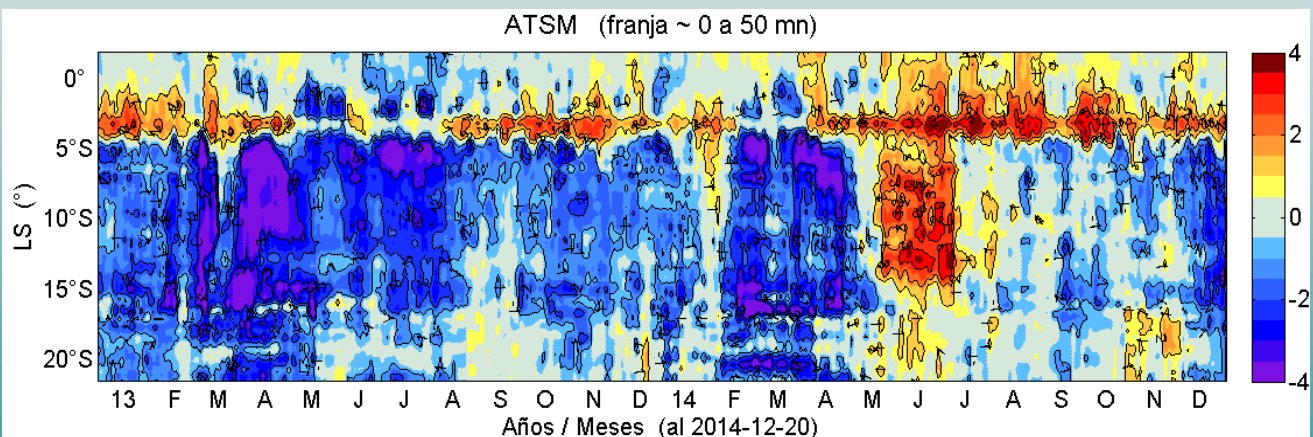 ATSM (franja ~ 0 a 50 mn)
0°
5°S
10°S
15°S
20°S
LS (°)
4
2
0
-2
-4
13 F M A M J J A S O N D 14 F M A M J J A S O N D
Años / Meses (al 2014-12-20)